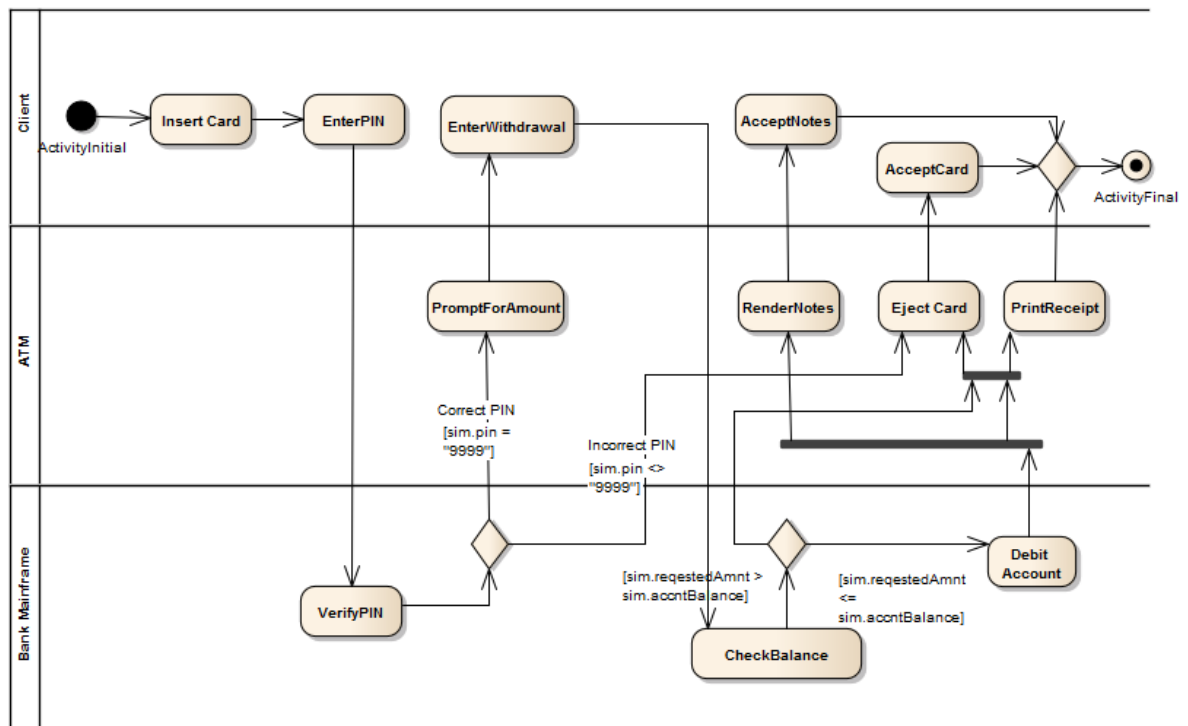 Client
ActivityInitial
Insert Card
EnterPIN
EnterWithdrawal
AcceptNotes
AcceptCard
ActivityFinal
ATM
PromptForAmount
RenderNotes
Eject Card
PrintReceipt
Correct PIN
[sim.pin =
"9999"]
Incorrect PIN
[sim.pin <>
"9999"]
Bank Mainframe
VerifyPIN
[sim.reqestedAmnt >
sim.accntBalance]
[sim.reqestedAmnt
<=
sim.accntBalance]
Debit
Account
CheckBalance